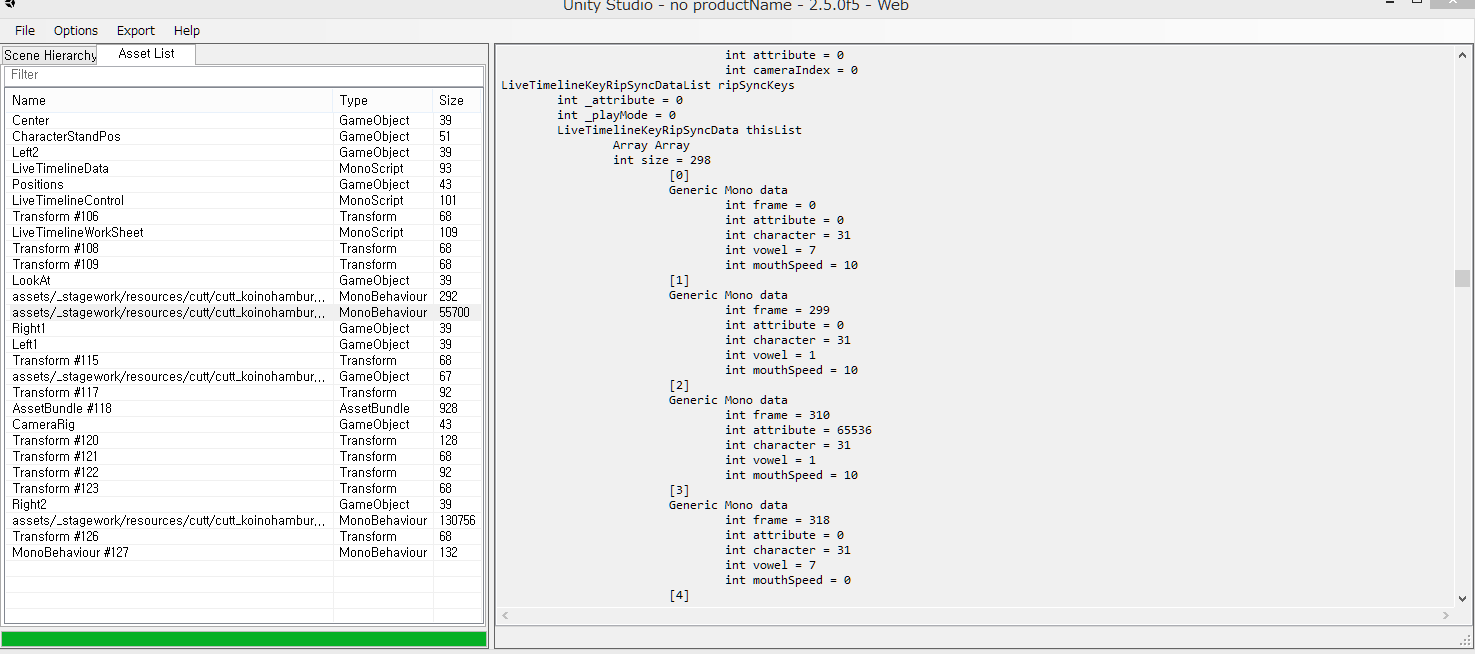 Unity Studio - no productName - 2.5.0f5 - Web
File Options Export Help
Scene Hierarchy Asset List
Filter
Name Type Size
Center GameObject 39
CharacterStandPos GameObject 51
Left2 GameObject 39
LiveTimelineData MonoScript 93
Positions GameObject 43
LiveTimelineControl MonoScript 101
Transform #106 Transform 68
LiveTimelineWorkSheet MonoScript 109
Transform #108 Transform 68
Transform #109 Transform 68
LookAt GameObject 39
assets/_stagework/resources/cutt/cutt_koinohambur... MonoBehaviour 292
assets/_stagework/resources/cutt/cutt_koinohambur... MonoBehaviour 55700
Right1 GameObject 39
Left1 GameObject 39
Transform #115 Transform 68
assets/_stagework/resources/cutt/cutt_koinohambur... GameObject 67
Transform #117 Transform 92
AssetBundle #118 AssetBundle 928
CameraRig GameObject 43
Transform #120 Transform 128
Transform #121 Transform 68
Transform #122 Transform 92
Transform #123 Transform 68
Right2 GameObject 39
assets/_stagework/resources/cutt/cutt_koinohambur... MonoBehaviour 130756
Transform #126 Transform 68
MonoBehaviour #127 MonoBehaviour 132
int attribute = 0
int cameraIndex = 0
LiveTimelineKeyRipSyncDataList ripSyncKeys
int _attribute = 0
int _playMode = 0
LiveTimelineKeyRipSyncData thisList
Array Array
int size = 298
[0]
Generic Mono data
int frame = 0
int attribute = 0
int character = 31
int vowel = 7
int mouthSpeed = 10
[1]
Generic Mono data
int frame = 299
int attribute = 0
int character = 31
int vowel = 1
int mouthSpeed = 10
[2]
Generic Mono data
int frame = 310
int attribute = 65536
int character = 31
int vowel = 1
int mouthSpeed = 10
[3]
Generic Mono data
int frame = 318
int attribute = 0
int character = 31
int vowel = 7
int mouthSpeed = 0
[4]